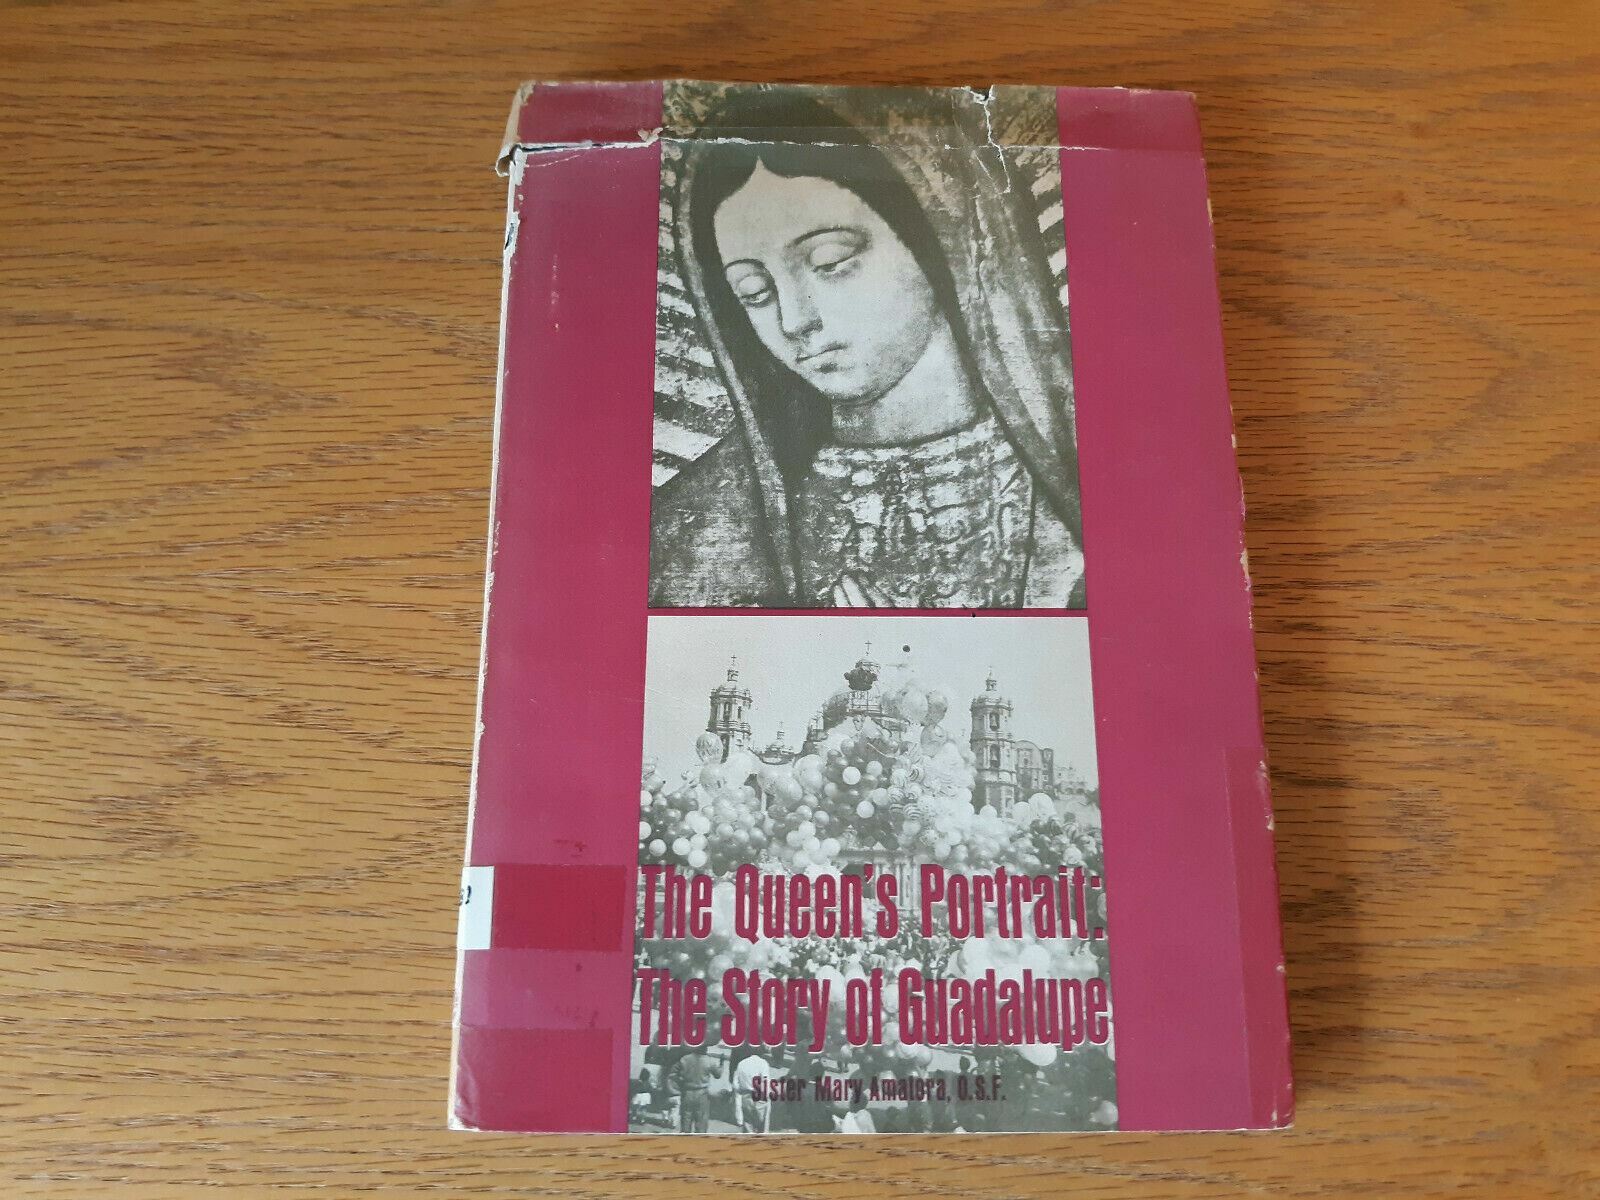 The Queen's Portrait:
The Story of Guadalupe
Sister Mary Amatora, O.S.F.